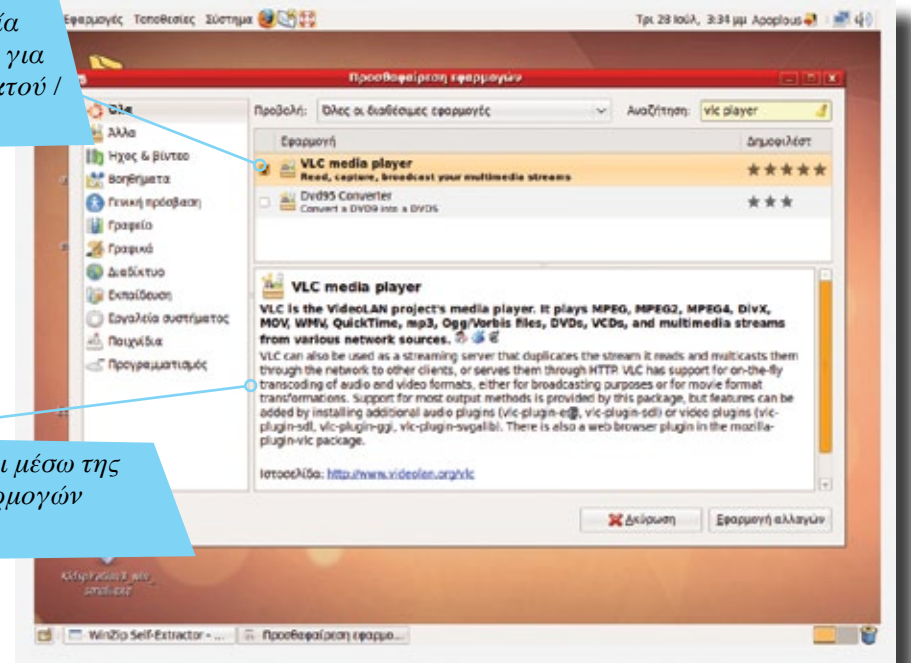 Εφαρμογές Τοποθεσίες Σύστημα
Τρι 28 Ιούλ, 3:34 μμ Apoplous
ία
για
ατού /
Προσθαφαίρεση εφαρμογών
Όλα
Άλλα
Ήχος & βίντεο
Βοηθήματα
Γενική πρόσβαση
Γραφείο
Γραφικά
Διαδίκτυο
Εκπαίδευση
Εργαλεία συστήματος
Παιχνίδια
Προγραμματισμός
Προβολή: Όλες οι διαθέσιμες εφαρμογές
Αναζήτηση: vlc player
Εφαρμογή Δημοφιλέστ
VLC media player
Read, capture, broadcast your multimedia streams
Dvd95 Converter
Convert a DVD9 into a DVD5
VLC media player
VLC is the VideoLAN project's media player. It plays MPEG, MPEG2, MPEG4, DivX,
MOV, WMV, QuickTime, mp3, Ogg/Vorbis files, DVDs, VCDs, and multimedia streams
from various network sources.
VLC can also be used as a streaming server that duplicates the stream it reads and multicasts them
through the network to other clients, or serves them through HTTP. VLC has support for on-the-fly
transcoding of audio and video formats, either for broadcasting purposes or for movie format
transformations. Support for most output methods is provided by this package, but features can be
added by installing additional audio plugins (vlc-plugin-esd, vlc-plugin-sdl) or video plugins (vlc-
plugin-sdl, vlc-plugin-ggi, vlc-plugin-svgalib). There is also a web browser plugin in the mozilla-
plugin-vlc package.
Ιστοσελίδα: http://www.videolan.org/vlc
Ακύρωση Εφαρμογή αλλαγών
ι μέσω της
ρμογών
WinZip Self-Extractor - ...
Προσθαφαίρεση εφαρμο...